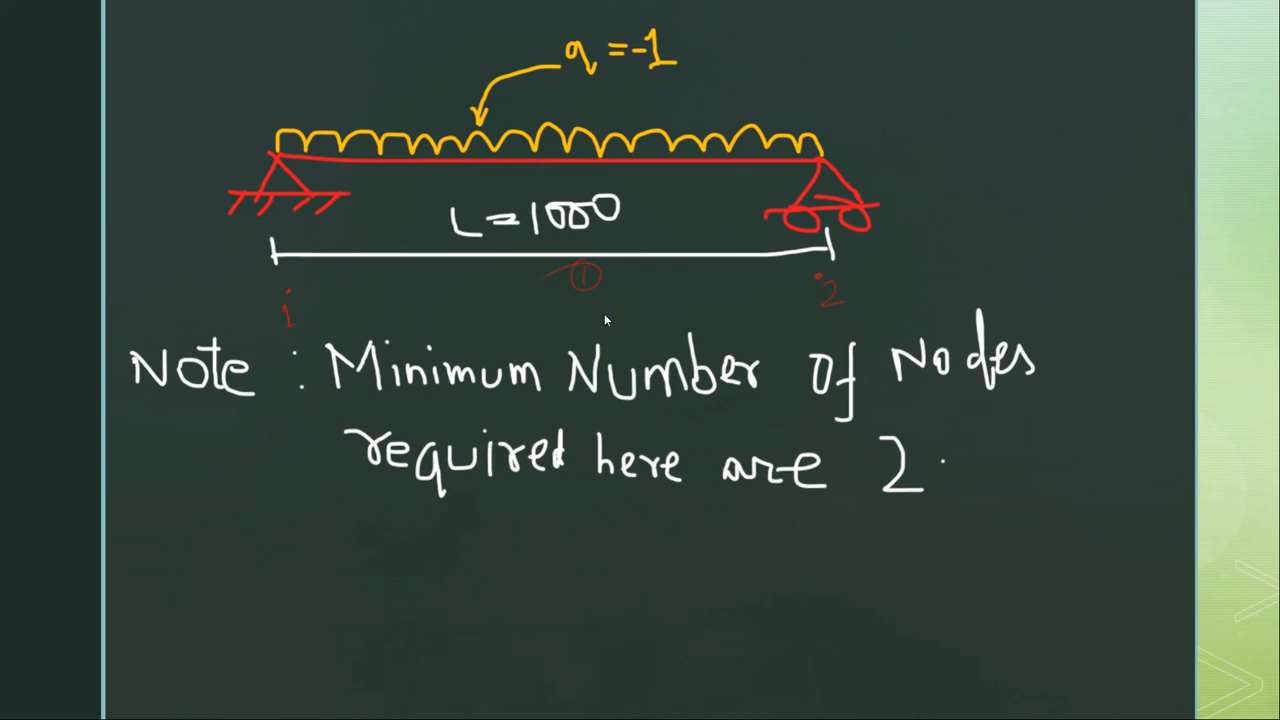 q = -1
L = 1000
①
1 2
Note : Minimum Number of Nodes
required here are 2.